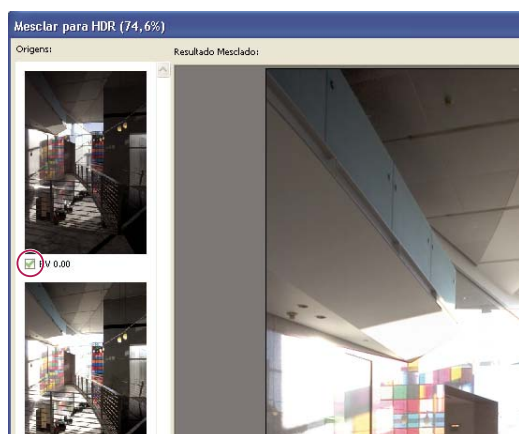 Mesclar para HDR (74,6%)
Origens:
Resultado Mesclado:
EV 0.00